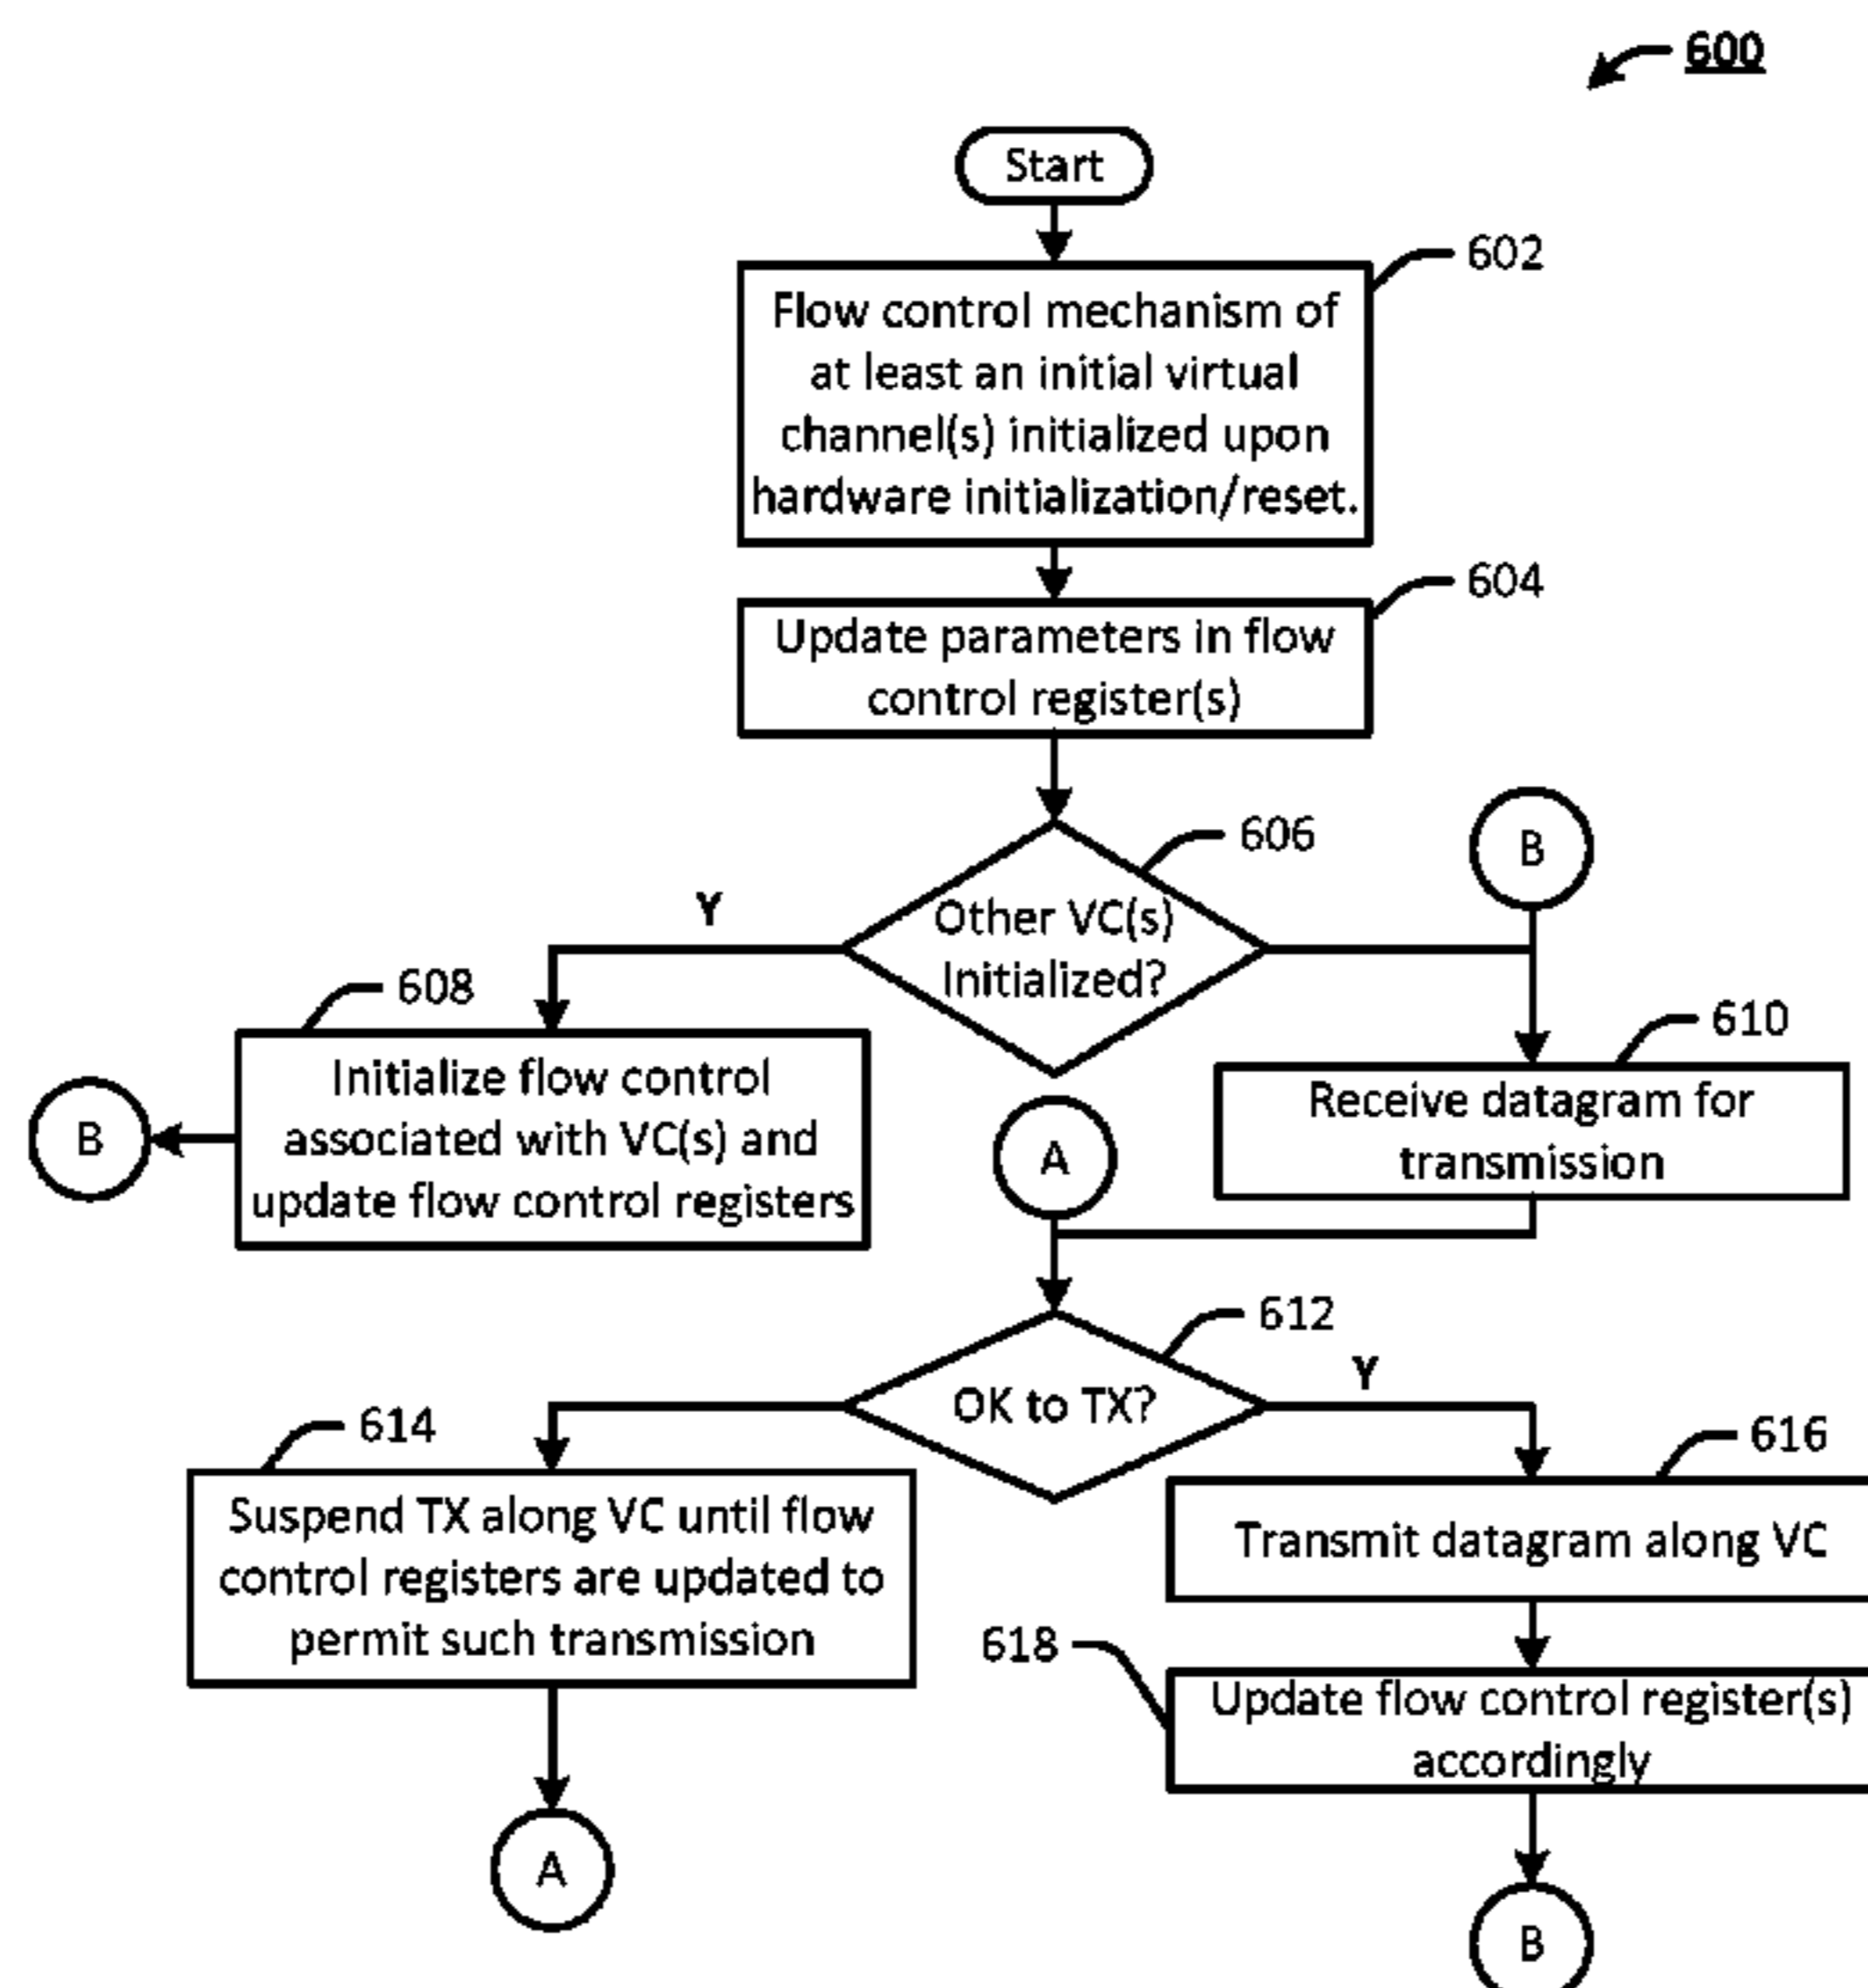 600
Start
602
Flow control mechanism of
at least an initial virtual
channel(s) initialized upon
hardware initialization/reset.
604
Update parameters in flow
control register(s)
606
B
Y
Other VC(s)
Initialized?
608
610
Initialize flow control
associated with VC(s) and
update flow control registers
B
Receive datagram for
transmission
A
612
OK to TX?
Y
614
616
Suspend TX along VC until flow
control registers are updated to
permit such transmission
Transmit datagram along VC
618
Update flow control register(s)
accordingly
A
B